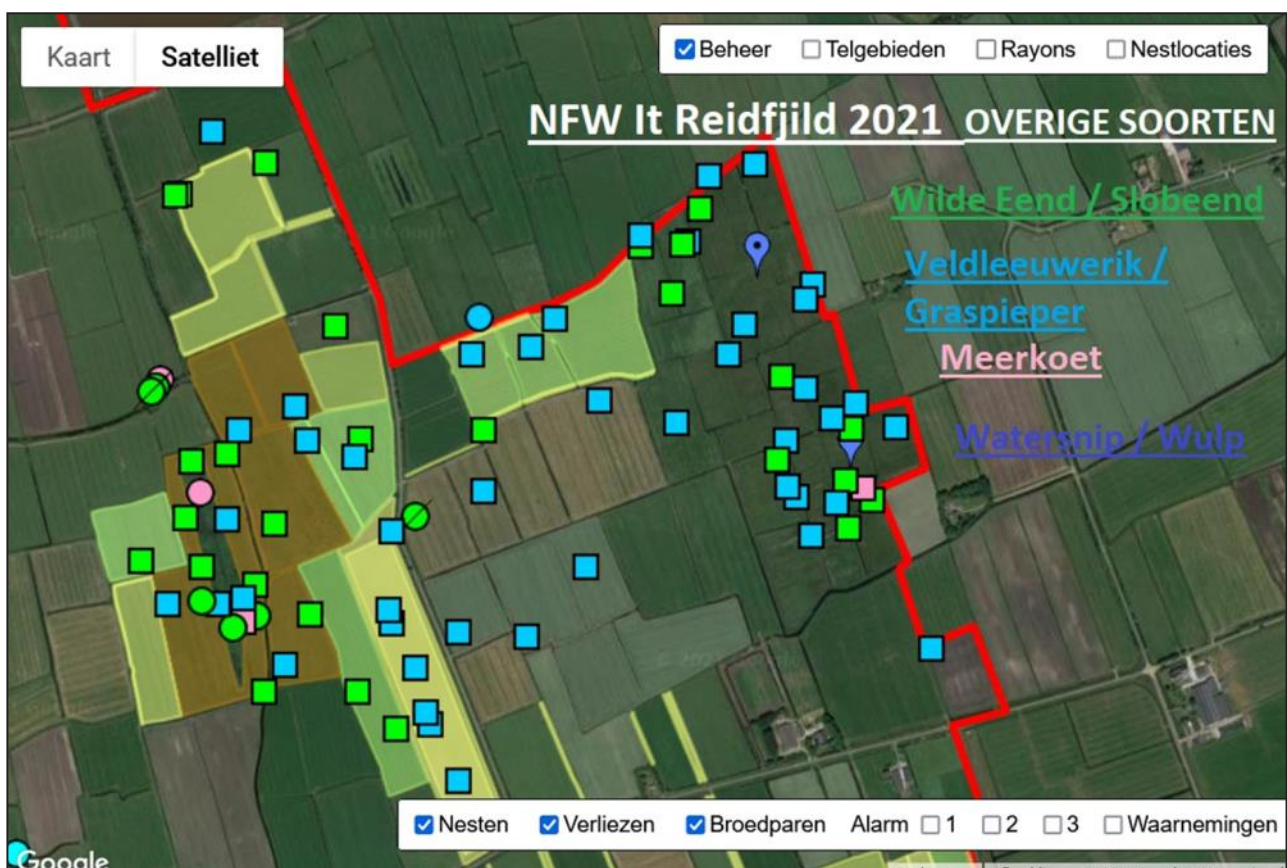 Kaart Satelliet
Beheer Telgebieden Rayons Nestlocaties
NFW It Reidfjild 2021 OVERIGE SOORTEN
Wilde Eend / Slobeend
Veldleeuwerik /
Graspieper
Meerkoet
Watersnip / Wulp
Nesten Verliezen Broedparen Alarm 1 2 3 Waarnemingen
Google